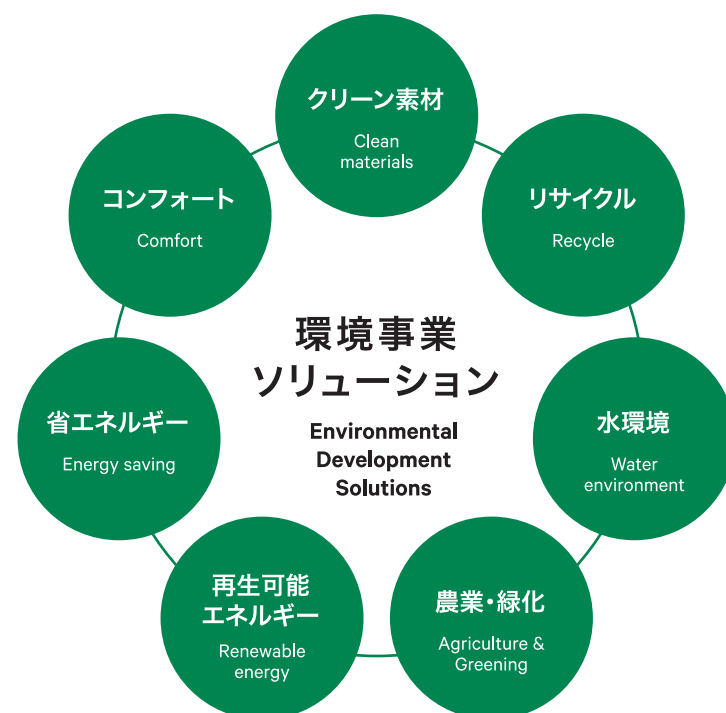 クリーン素材
Clean
materials
コンフォート
Comfort
リサイクル
Recycle
環境事業
ソリューション
Environmental
Development
Solutions
省エネルギー
Energy saving
水環境
Water
environment
再生可能
エネルギー
Renewable
energy
農業・緑化
Agriculture &
Greening